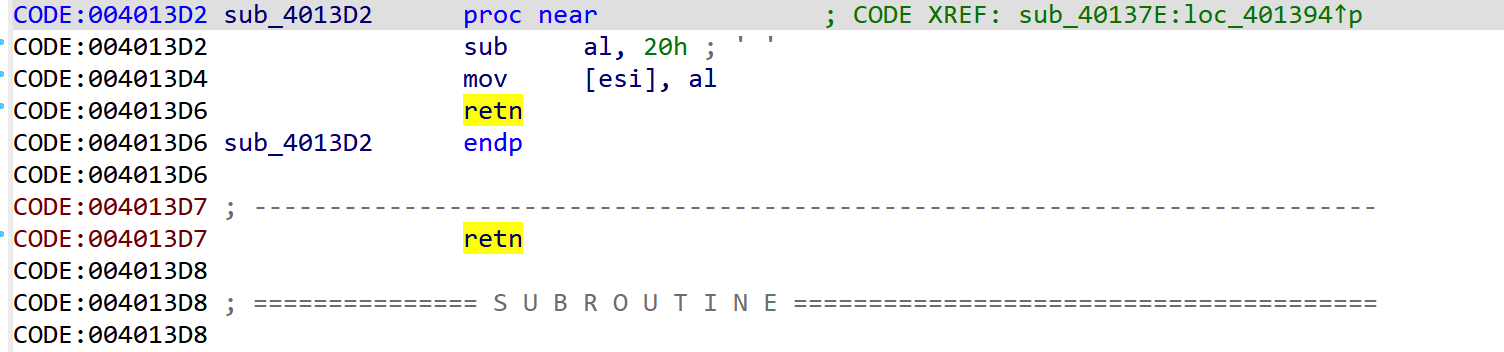 CODE:004013D2 sub_4013D2      proc near               ; CODE XREF: sub_40137E:loc_401394↑p
CODE:004013D2                 sub     al, 20h ; ' '
CODE:004013D4                 mov     [esi], al
CODE:004013D6                 retn
CODE:004013D6 sub_4013D2      endp
CODE:004013D6
CODE:004013D7 ; ---------------------------------------------------------------------------
CODE:004013D7                 retn
CODE:004013D8
CODE:004013D8 ; =============== S U B R O U T I N E =======================================
CODE:004013D8